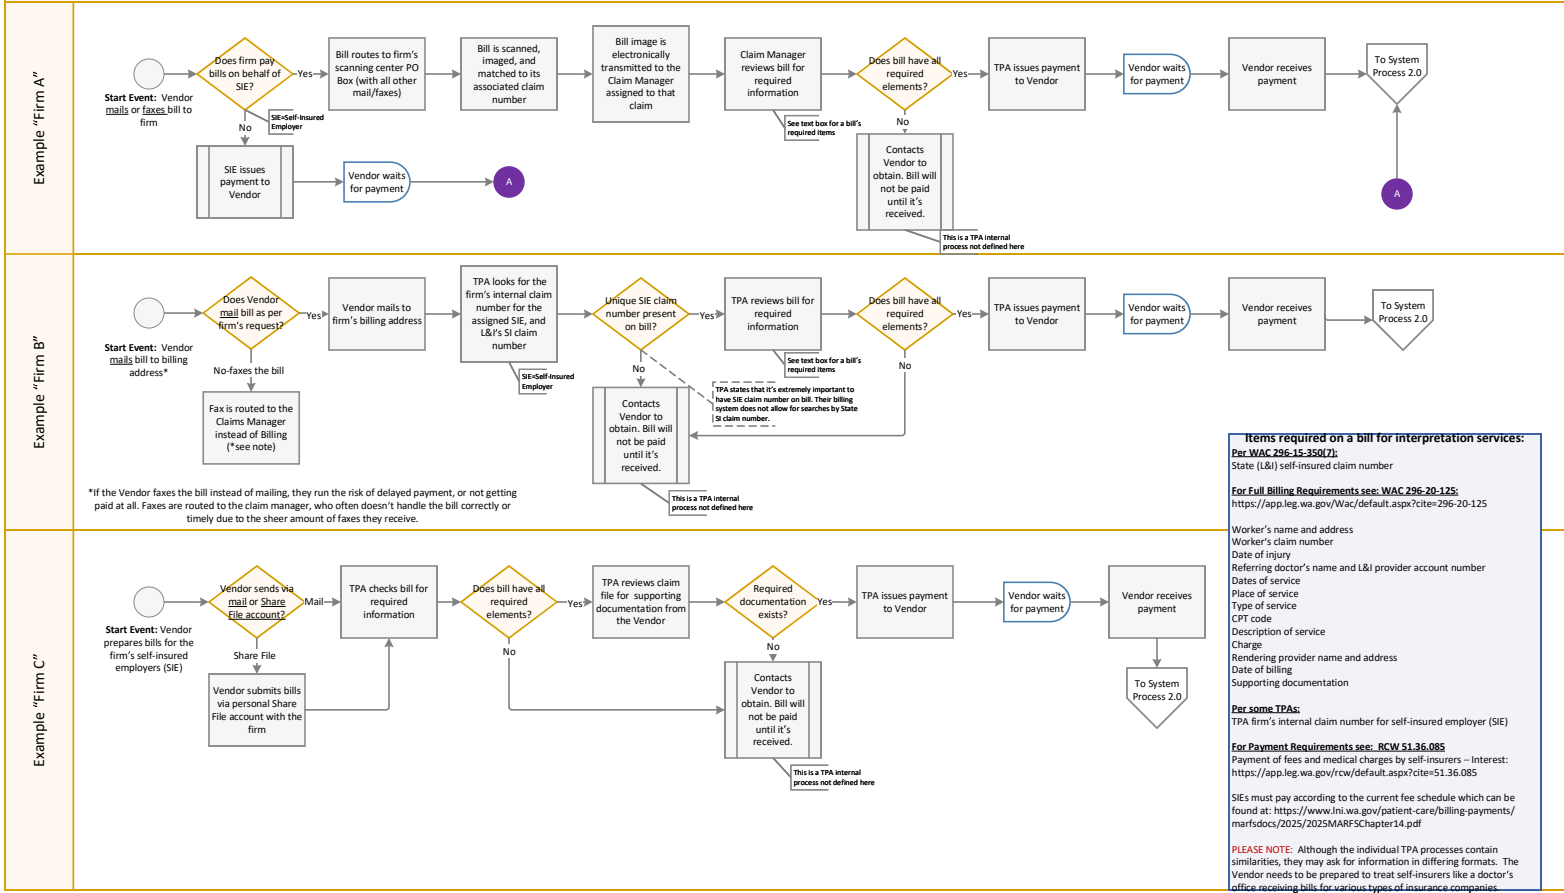 Example “Firm A”
Start Event:  Vendor
mails or faxes bill to
firm
Does firm pay
bills on behalf of
SIE?
Yes
No
SIE=Self-Insured
Employer
SIE issues
payment to
Vendor
Vendor waits
for payment
A
Bill routes to firm’s
scanning center PO
Box (with all other
mail/faxes)
Bill is scanned,
imaged, and
matched to its
associated claim
number
Bill image is
electronically
transmitted to the
Claim Manager
assigned to that
claim
Claim Manager
reviews bill for
required
information
See text box for a bill’s
required items
Does bill have all
required
elements?
Yes
No
Contacts
Vendor to
obtain. Bill will
not be paid
until it’s
received.
This is a TPA internal
process not defined here
TPA issues payment
to Vendor
Vendor waits
for payment
Vendor receives
payment
To System
Process 2.0
A
Example “Firm B”
Start Event:  Vendor
mails bill to billing
address*
Does Vendor
mail bill as per
firm’s request?
Yes
No-faxes the bill
Fax is routed to the
Claims Manager
instead of Billing
(*see note)
Vendor mails to
firm’s billing address
TPA looks for the
firm’s internal claim
number for the
assigned SIE, and
L&I’s SI claim
number
SIE=Self-Insured
Employer
Unique SIE claim
number present
on bill?
Yes
No
TPA states that it’s extremely important to
have SIE claim number on bill. Their billing
system does not allow for searches by State
SI claim number.
Contacts
Vendor to
obtain. Bill will
not be paid
until it’s
received.
This is a TPA internal
process not defined here
TPA reviews bill for
required
information
See text box for a bill’s
required items
Does bill have all
required
elements?
Yes
No
TPA issues payment
to Vendor
Vendor waits
for payment
Vendor receives
payment
To System
Process 2.0
*If the Vendor faxes the bill instead of mailing, they run the risk of delayed payment, or not getting
paid at all. Faxes are routed to the claim manager, who often doesn’t handle the bill correctly or
timely due to the sheer amount of faxes they receive.
Example “Firm C”
Start Event: Vendor
prepares bills for the
firm’s self-insured
employers (SIE)
Vendor sends via
mail or Share
File account?
Mail
Share File
Vendor submits bills
via personal Share
File account with the
firm
TPA checks bill for
required
information
Does bill have all
required
elements?
Yes
No
TPA reviews claim
file for  supporting
documentation from
the Vendor
Required
documentation
exists?
Yes
No
Contacts
Vendor to
obtain. Bill will
not be paid
until it’s
received.
This is a TPA internal
process not defined here
TPA issues payment
to Vendor
Vendor waits
for payment
Vendor receives
payment
To System
Process 2.0
Items required on a bill for interpretation services:
Per WAC 296-15-350(7):
State (L&I) self-insured claim number
For Full Billing Requirements see: WAC 296-20-125:
https://app.leg.wa.gov/Wac/default.aspx?cite=296-20-125
Worker’s name and address
Worker’s claim number
Date of injury
Referring doctor’s name and L&I provider account number
Dates of service
Place of service
Type of service
CPT code
Description of service
Charge
Rendering provider name and address
Date of billing
Supporting documentation
Per some TPAs:
TPA firm’s internal claim number for self-insured employer (SIE)
For Payment Requirements see:  RCW 51.36.085
Payment of fees and medical charges by self-insurers – Interest:
https://app.leg.wa.gov/rcw/default.aspx?cite=51.36.085
SIEs must pay according to the current fee schedule which can be
found at: https://www.lni.wa.gov/patient-care/billing-payments/
marfsdocs/2025/2025MARFSChapter14.pdf
PLEASE NOTE:  Although the individual TPA processes contain
similarities, they may ask for information in differing formats.  The
Vendor needs to be prepared to treat self-insurers like a doctor’s
office receiving bills for various types of insurance companies.